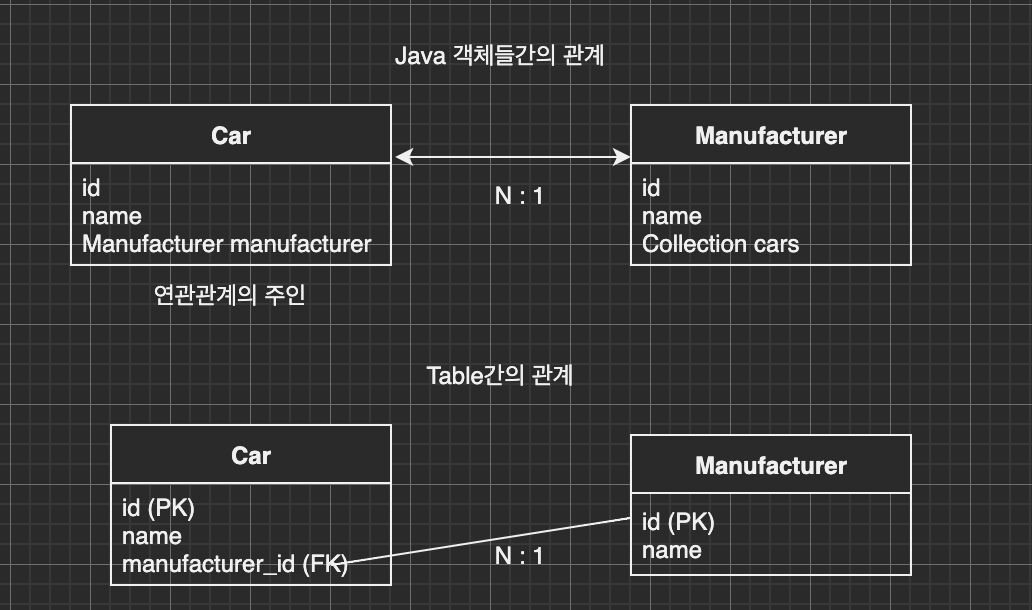 Java 객체들간의 관계
Car
id
name
Manufacturer manufacturer
N : 1
Manufacturer
id
name
Collection cars
연관관계의 주인
Table간의 관계
Car
id (PK)
name
manufacturer_id (FK)
N : 1
Manufacturer
id (PK)
name